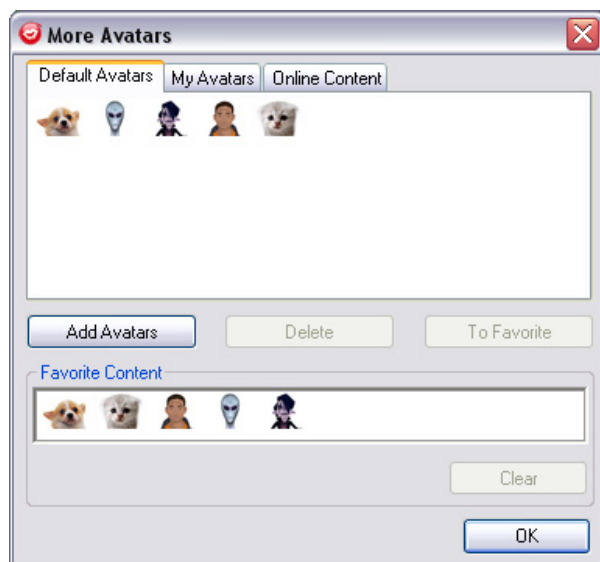 More Avatars
Default Avatars My Avatars Online Content
Add Avatars Delete To Favorite
Favorite Content
Clear
OK